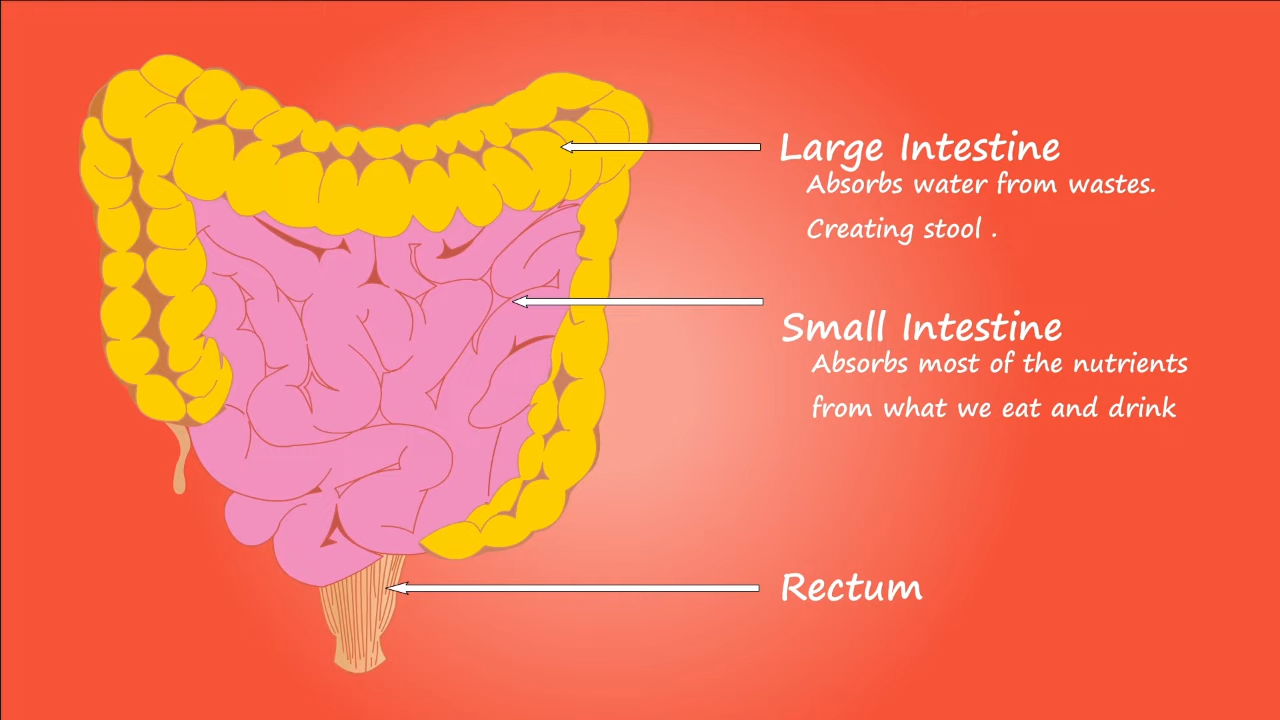 Large Intestine
Absorbs water from wastes.
Creating stool .
Small Intestine
Absorbs most of the nutrients
from what we eat and drink
Rectum